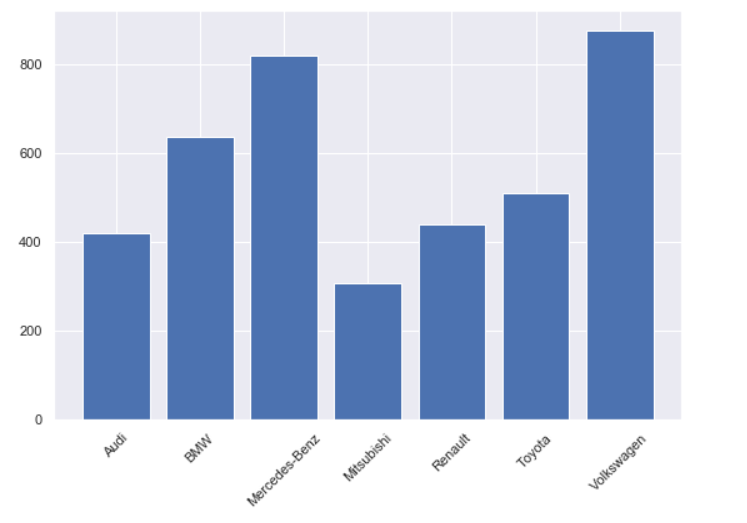 800
600
400
200
0
Audi
BMW
Mercedes-Benz
Mitsubishi
Renault
Toyota
Volkswagen